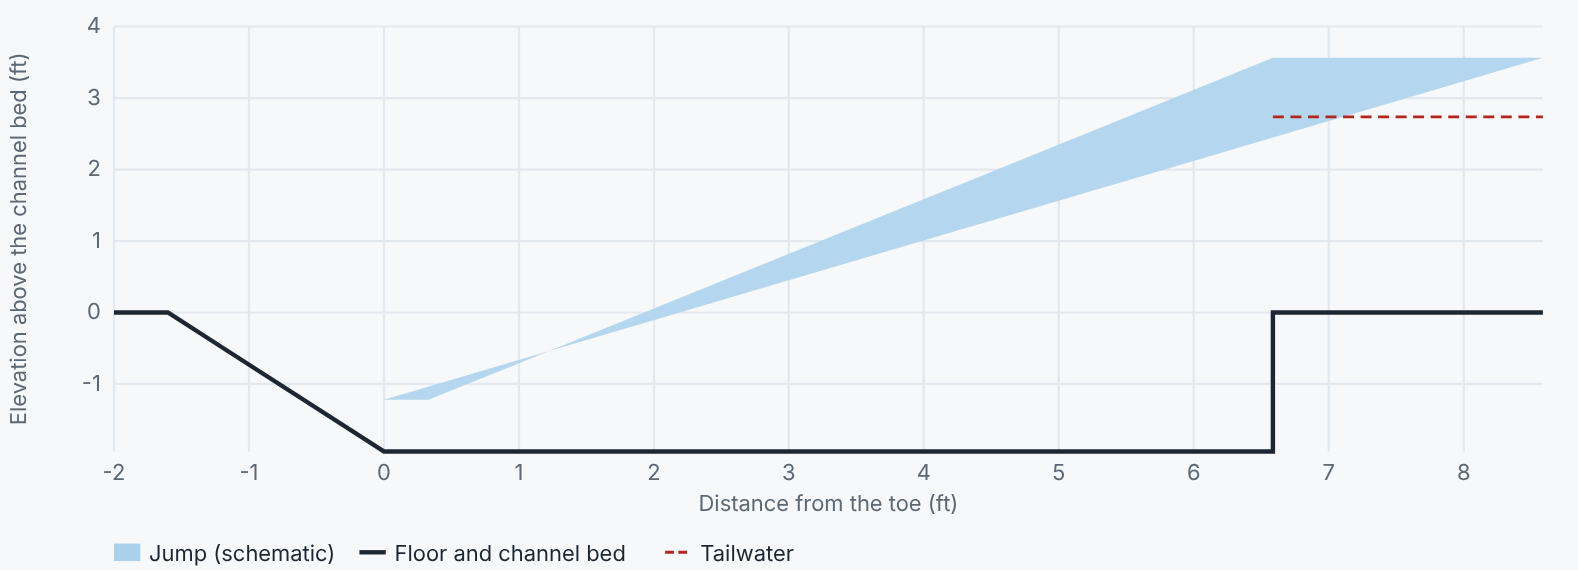 Elevation above the channel bed (ft)
4
3
2
1
0
-1
-2 -1 0 1 2 3 4 5 6 7 8
Distance from the toe (ft)
Jump (schematic) Floor and channel bed Tailwater